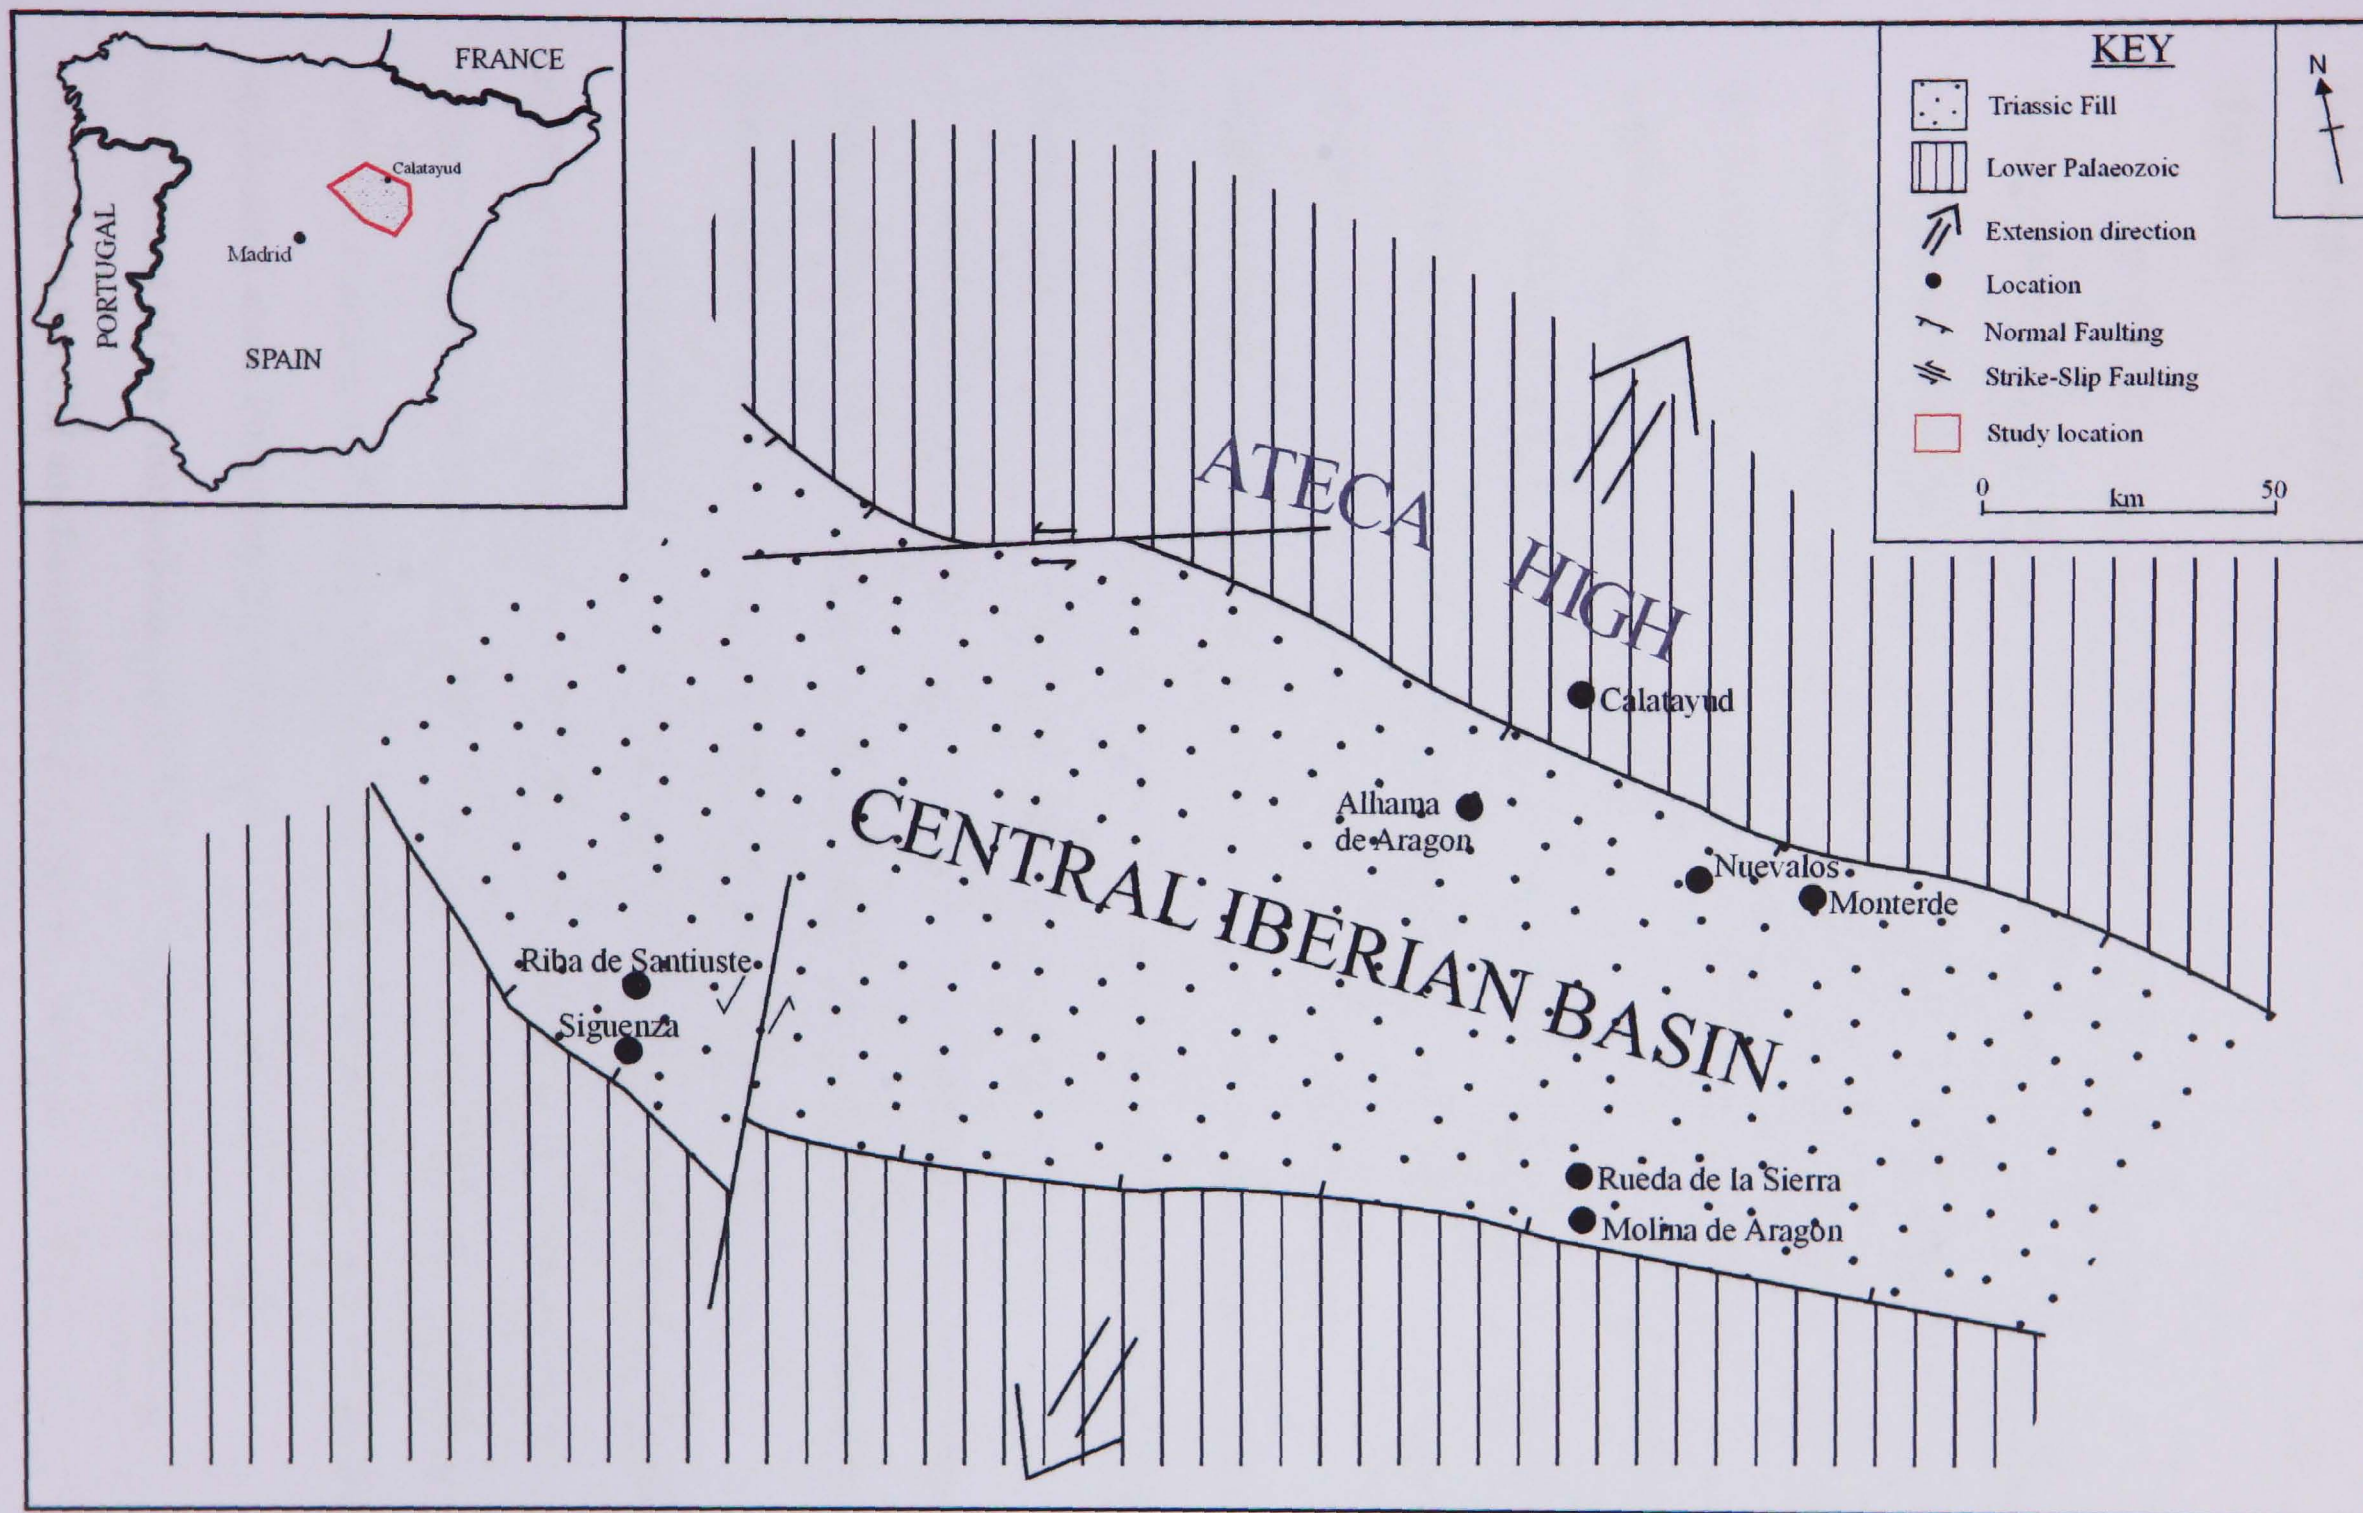 FRANCE
Calatayud
Madrid
PORTUGAL
SPAIN
KEY
N
Triassic Fill
Lower Palaeozoic
Extension direction
Location
Normal Faulting
Strike-Slip Faulting
Study location
0 50
km
ATECA
HIGH
Calatayud
Alhama
de Aragon
Nuevalos
Monterde
CENTRAL IBERIAN BASIN
Riba de Santiuste
Siguenza
Rueda de la Sierra
Molina de Aragon